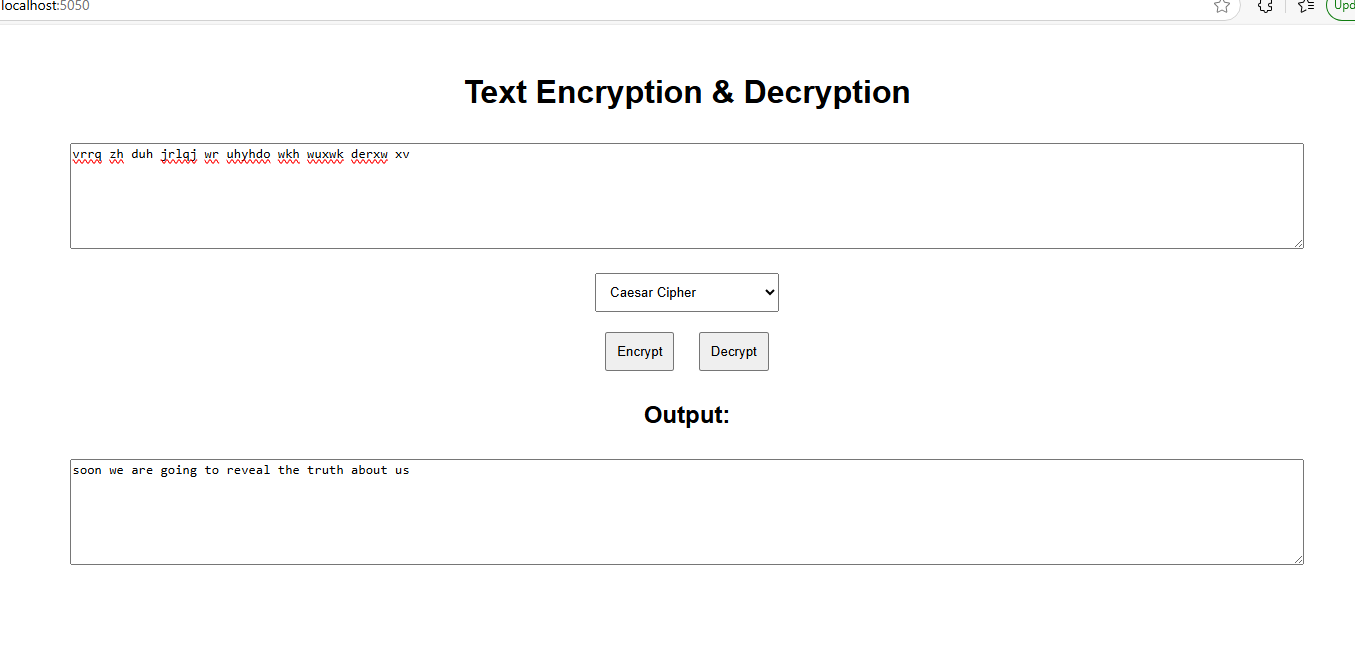 localhost:5050
Upd
Text Encryption & Decryption
vrrq zh duh jrlqj wr uhyhdo wkh wuxwk derxw xv
Caesar Cipher
Encrypt Decrypt
Output:
soon we are going to reveal the truth about us